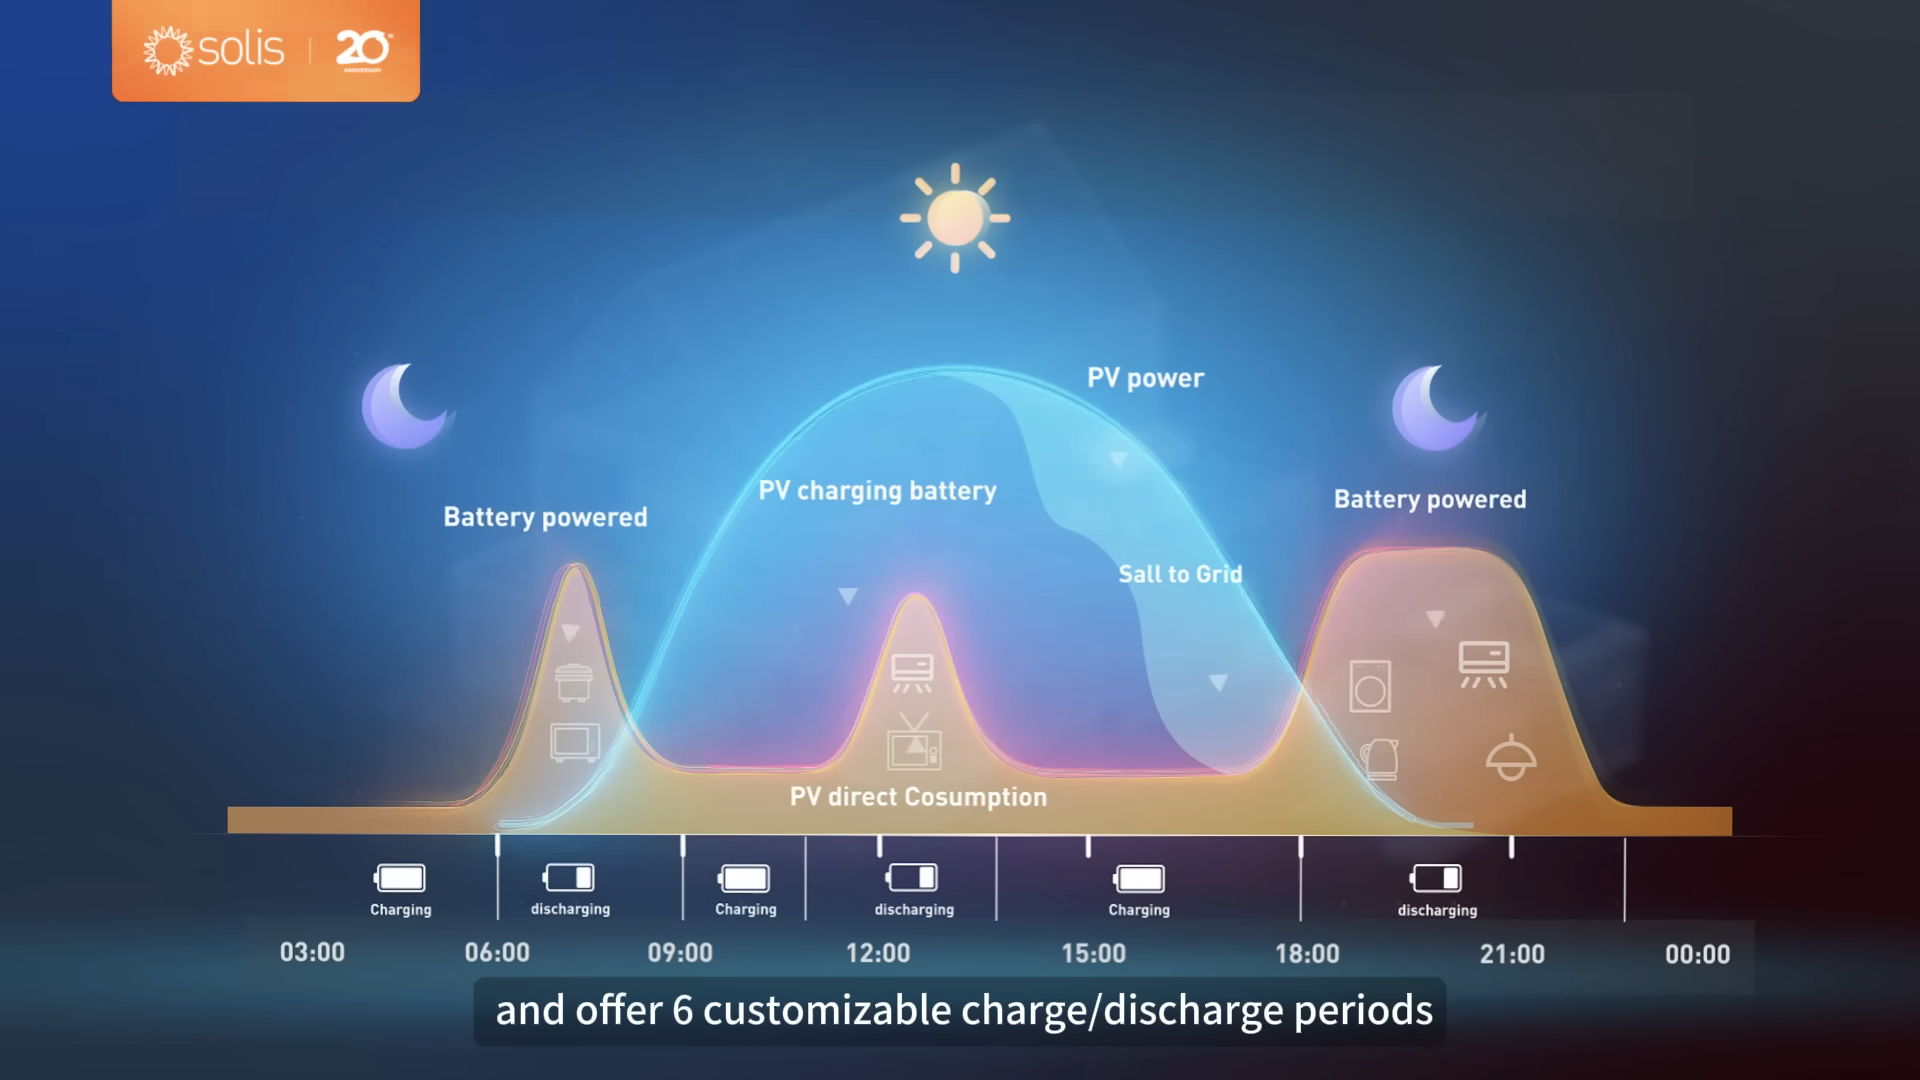 solis
20th
ANNIVERSARY
PV power
PV charging battery
Battery powered
Battery powered
Sall to Grid
PV direct Cosumption
Charging
discharging
Charging
discharging
Charging
discharging
03:00
06:00
09:00
12:00
15:00
18:00
21:00
00:00
and offer 6 customizable charge/discharge periods